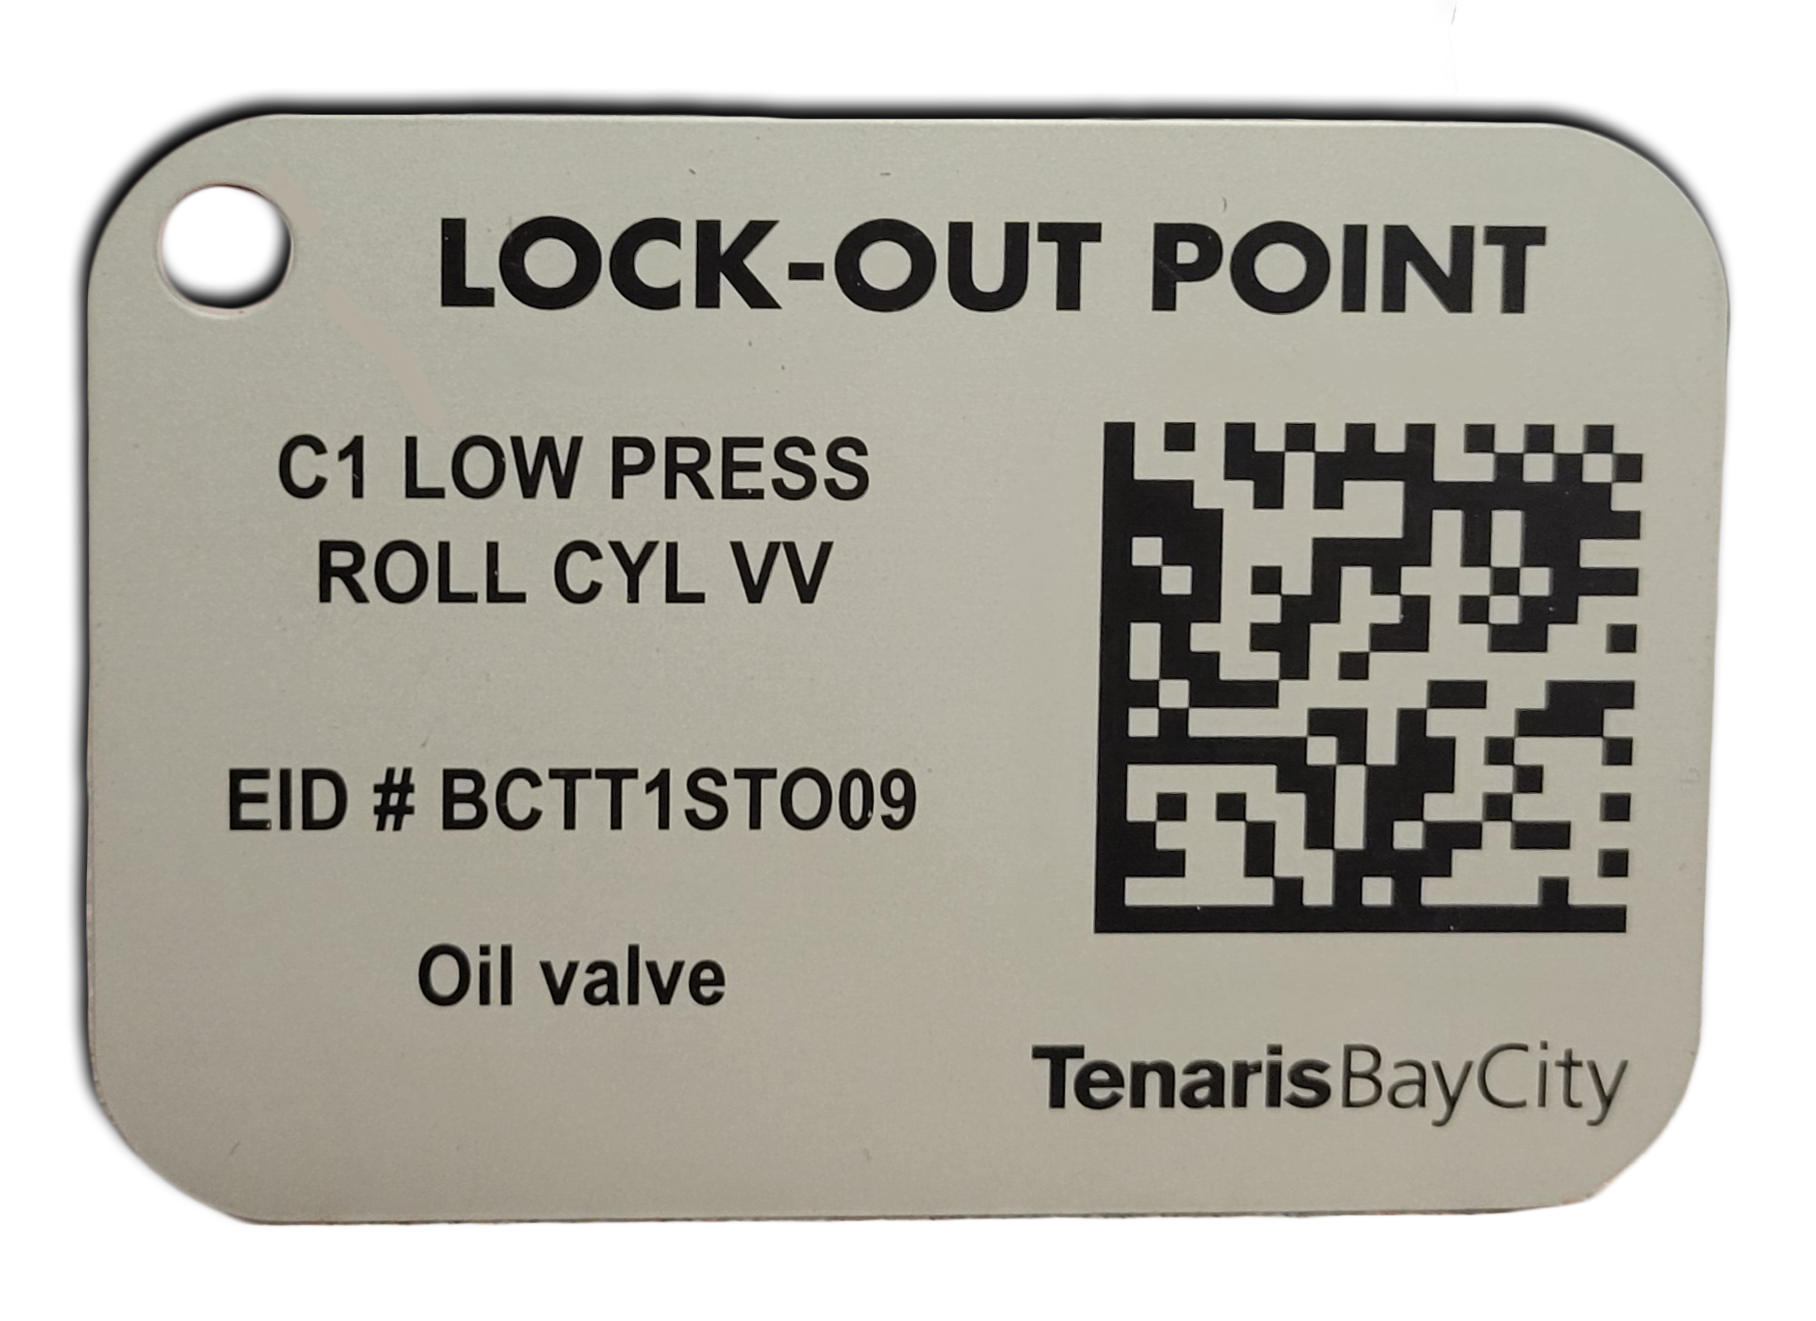 LOCK-OUT POINT
C1 LOW PRESS
ROLL CYL VV
EID # BCTT1STO09
Oil valve
TenarisBayCity